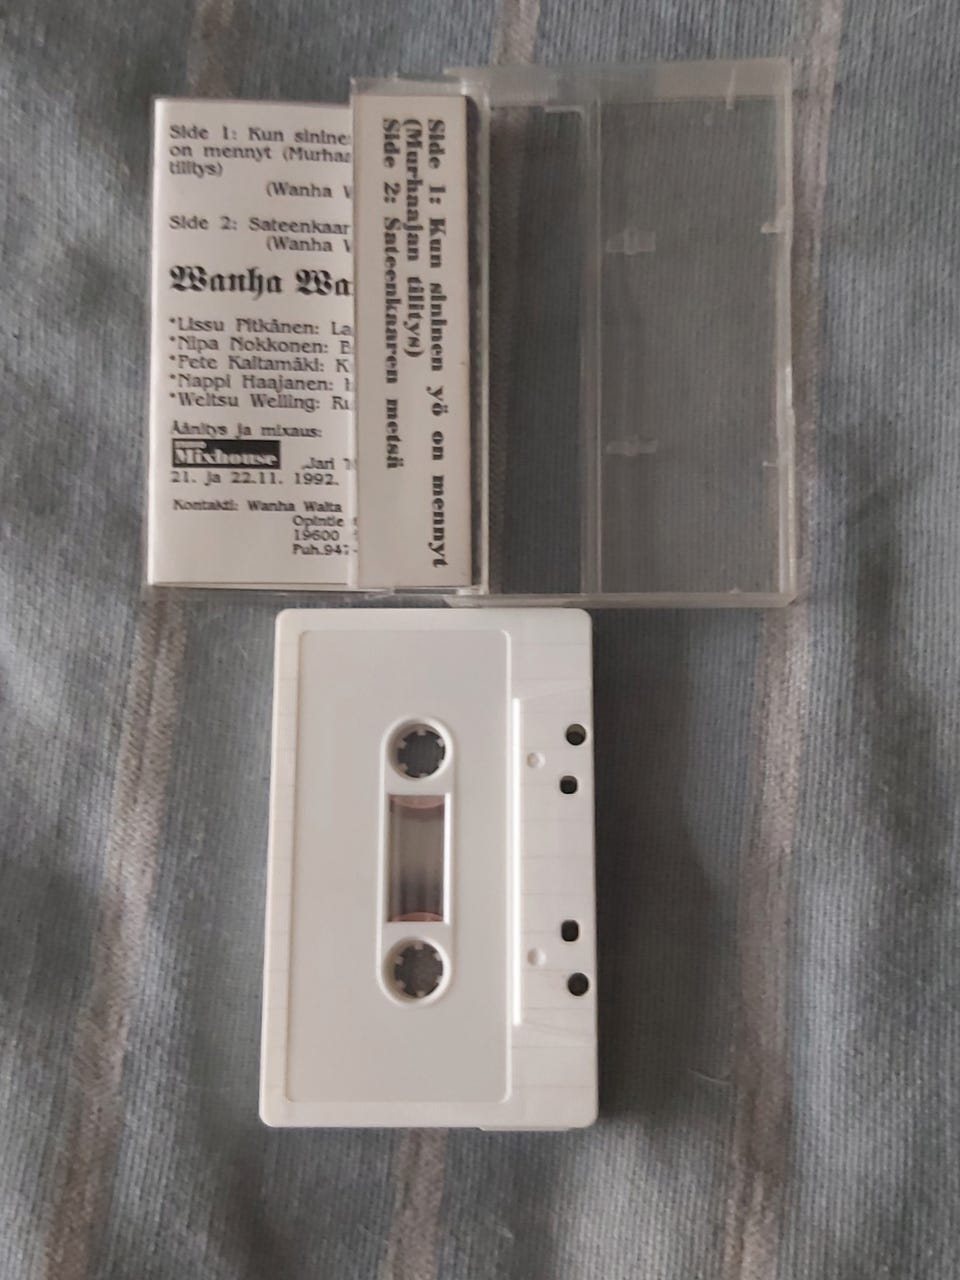 Side 1: Kun sininen
on mennyt (Murhaa
tilitys)
(Wanha W
Side 2: Sateenkaar
(Wanha W
Wanha Wa
*Lissu Pitkänen: La
*Nipa Nokkonen: B
*Pete Kaltamäki: K
*Nappi Haajanen:
*Weltsu Welling: Ru
Äänitys ja mixaus:
Mixhouse Jari
21. ja 22.11. 1992.
Kontakti: Wanha Waita
Opintie
19600
Puh.947-
Side 1: Kun sininen yö on mennyt
(Murhaajan tilitys)
Side 2: Sateenkaaren metsä